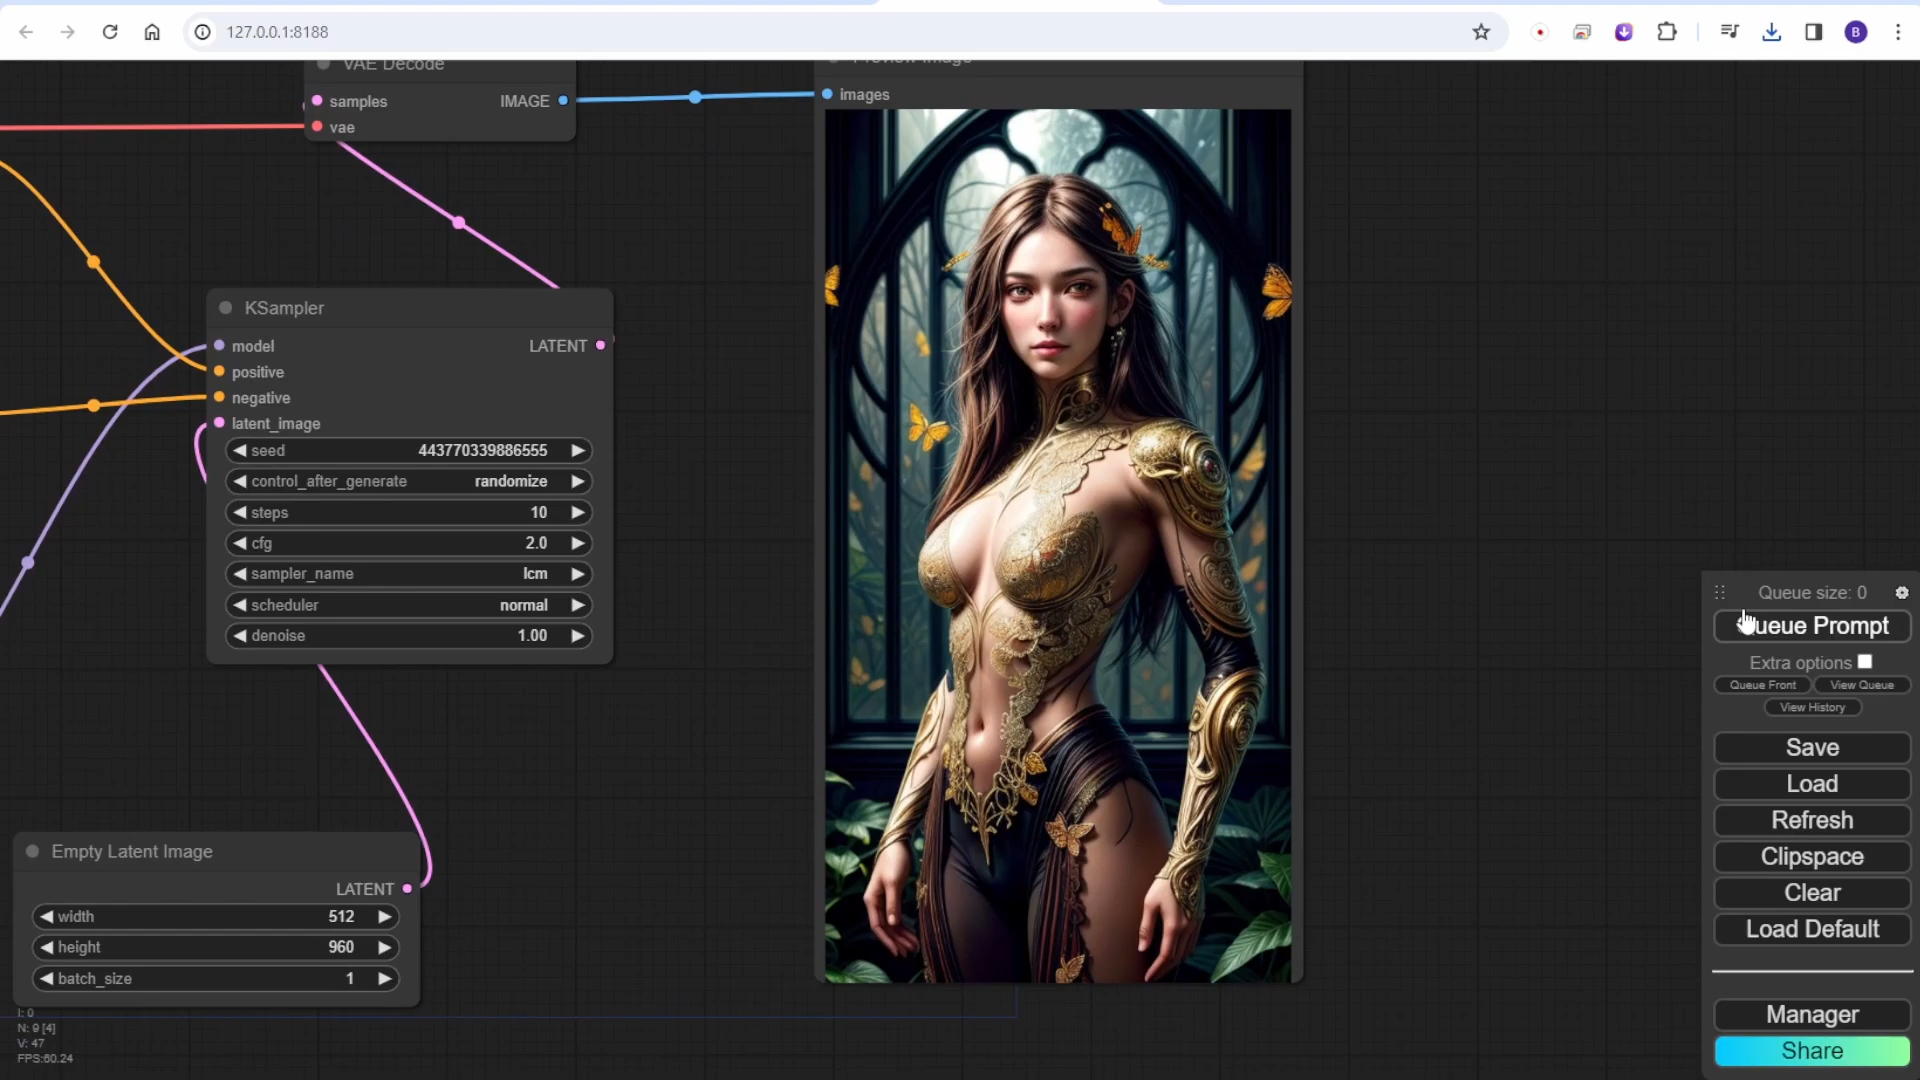 127.0.0.1:8188
B
VAE Decode
samples IMAGE
vae
Preview Image
images
KSampler
model LATENT
positive
negative
latent_image
seed 443770339886555
control_after_generate randomize
steps 10
cfg 2.0
sampler_name lcm
scheduler normal
denoise 1.00
Empty Latent Image
LATENT
width 512
height 960
batch_size 1
I: 0
N: 9 [4]
V: 47
FPS:60.24
Queue size: 0
Queue Prompt
Extra options
Queue Front View Queue
View History
Save
Load
Refresh
Clipspace
Clear
Load Default
Manager
Share